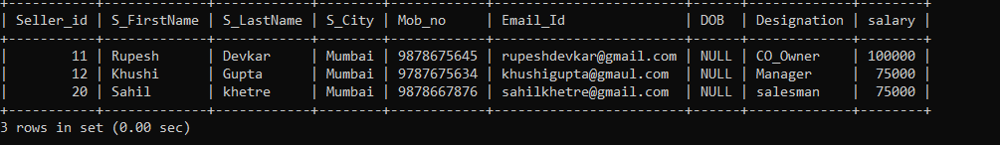 | Seller_id | S_FirstName | S_LastName | S_City | Mob_no     | Email_Id               | DOB  | Designation | salary |
|        11 | Rupesh      | Devkar     | Mumbai | 9878675645 | rupeshdevkar@gmail.com | NULL | CO_Owner    | 100000 |
|        12 | Khushi      | Gupta      | Mumbai | 9787675634 | khushigupta@gmaul.com  | NULL | Manager     |  75000 |
|        20 | Sahil       | khetre     | Mumbai | 9878667876 | sahilkhetre@gmail.com  | NULL | salesman    |  75000 |
3 rows in set (0.00 sec)